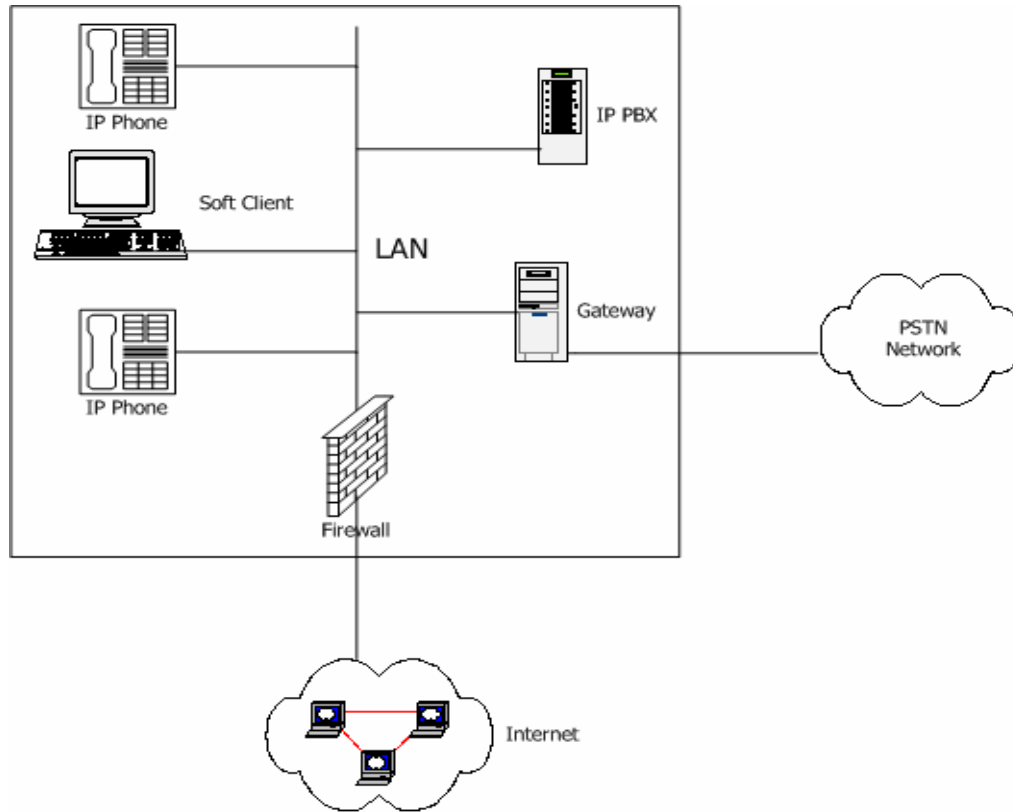 IP Phone
IP PBX
Soft Client
LAN
Gateway
PSTN
Network
IP Phone
Firewall
Internet